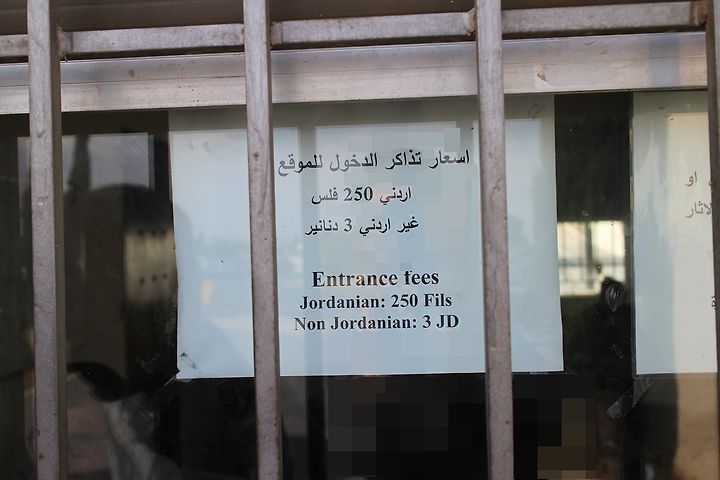 اسعار تذاكر الدخول للموقع
اردني 250 فلس
غير اردني 3 دنانير
Entrance fees
Jordanian: 250 Fils
Non Jordanian: 3 JD
او